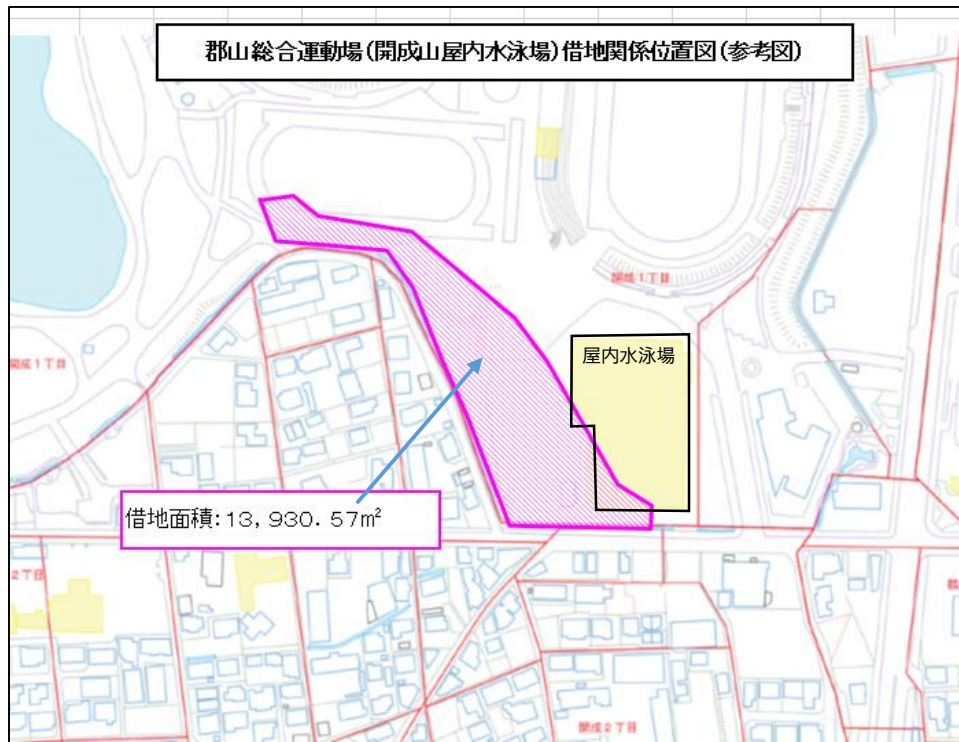 郡山総合運動場(開成山屋内水泳場)借地関係位置図(参考図)
開成1丁目
屋内水泳場
開成1丁目
借地面積:13,930.57㎡
2丁目
開成2丁目